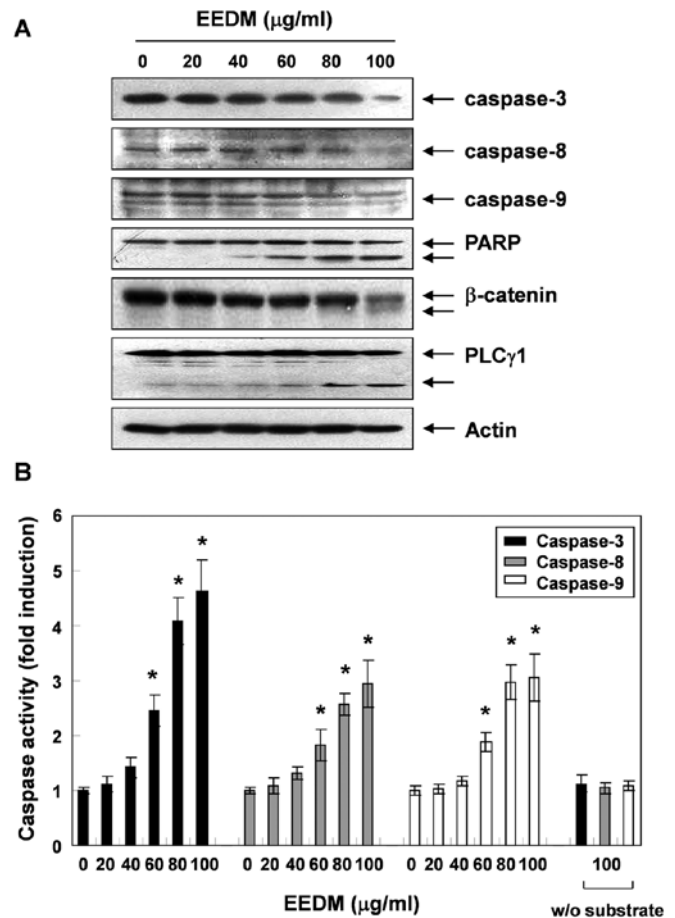 A
EEDM (μg/ml)
0 20 40 60 80 100
caspase-3
caspase-8
caspase-9
PARP
β-catenin
PLCγ1
Actin
B
Caspase activity (fold induction)
6
5
4
3
2
1
0
Caspase-3
Caspase-8
Caspase-9
* * *
* * *
* * *
0 20 40 60 80 100 0 20 40 60 80 100 0 20 40 60 80 100 100
EEDM (μg/ml)
w/o substrate